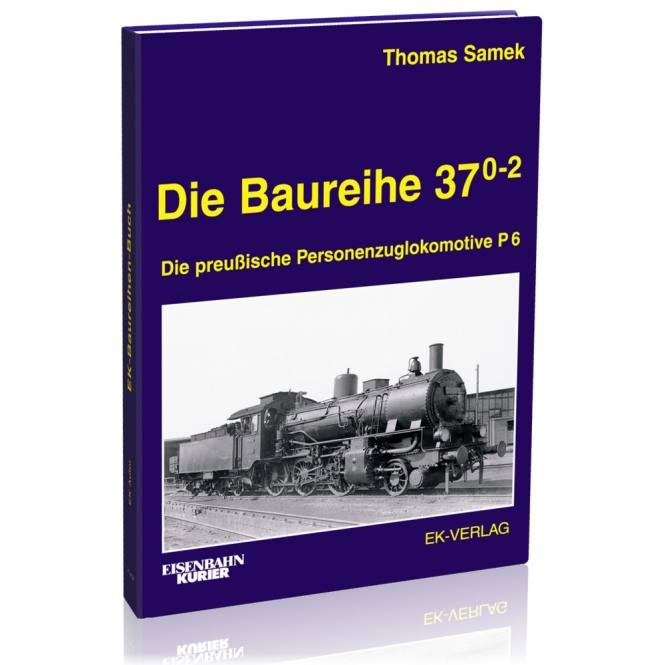 Thomas Samek
Die Baureihe 37⁰⁻²
Die preußische Personenzuglokomotive P 6
EK-VERLAG
EISENBAHN
KURIER
EK-Baureihen-Buch